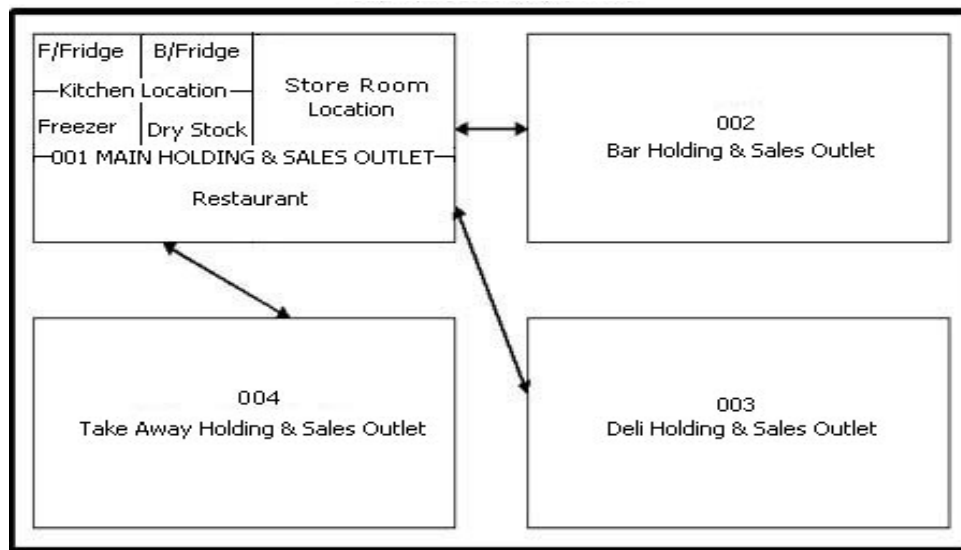 F/Fridge B/Fridge
Kitchen Location
Freezer Dry Stock
Store Room
Location
001 MAIN HOLDING & SALES OUTLET
Restaurant
002
Bar Holding & Sales Outlet
004
Take Away Holding & Sales Outlet
003
Deli Holding & Sales Outlet